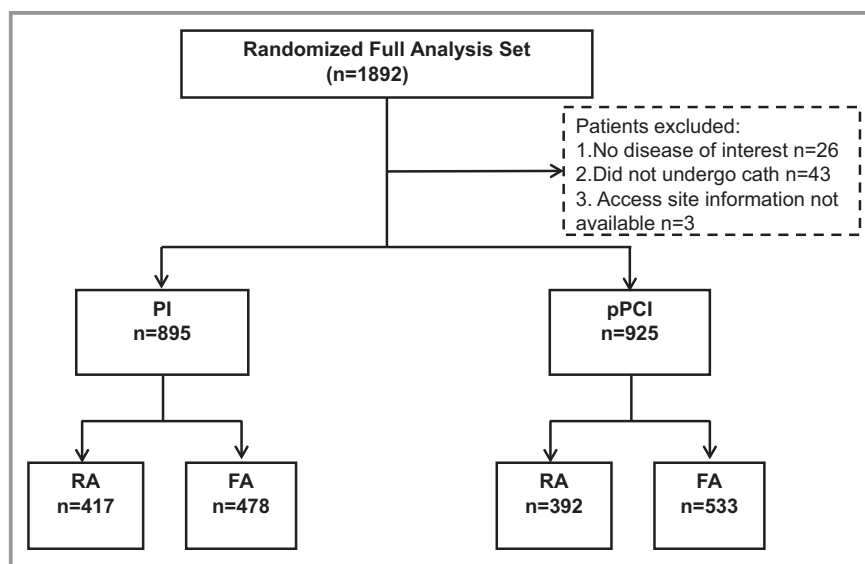 Randomized Full Analysis Set
(n=1892)
Patients excluded:
1.No disease of interest n=26
2.Did not undergo cath n=43
3. Access site information not
available n=3
PI
n=895
pPCI
n=925
RA
n=417
FA
n=478
RA
n=392
FA
n=533